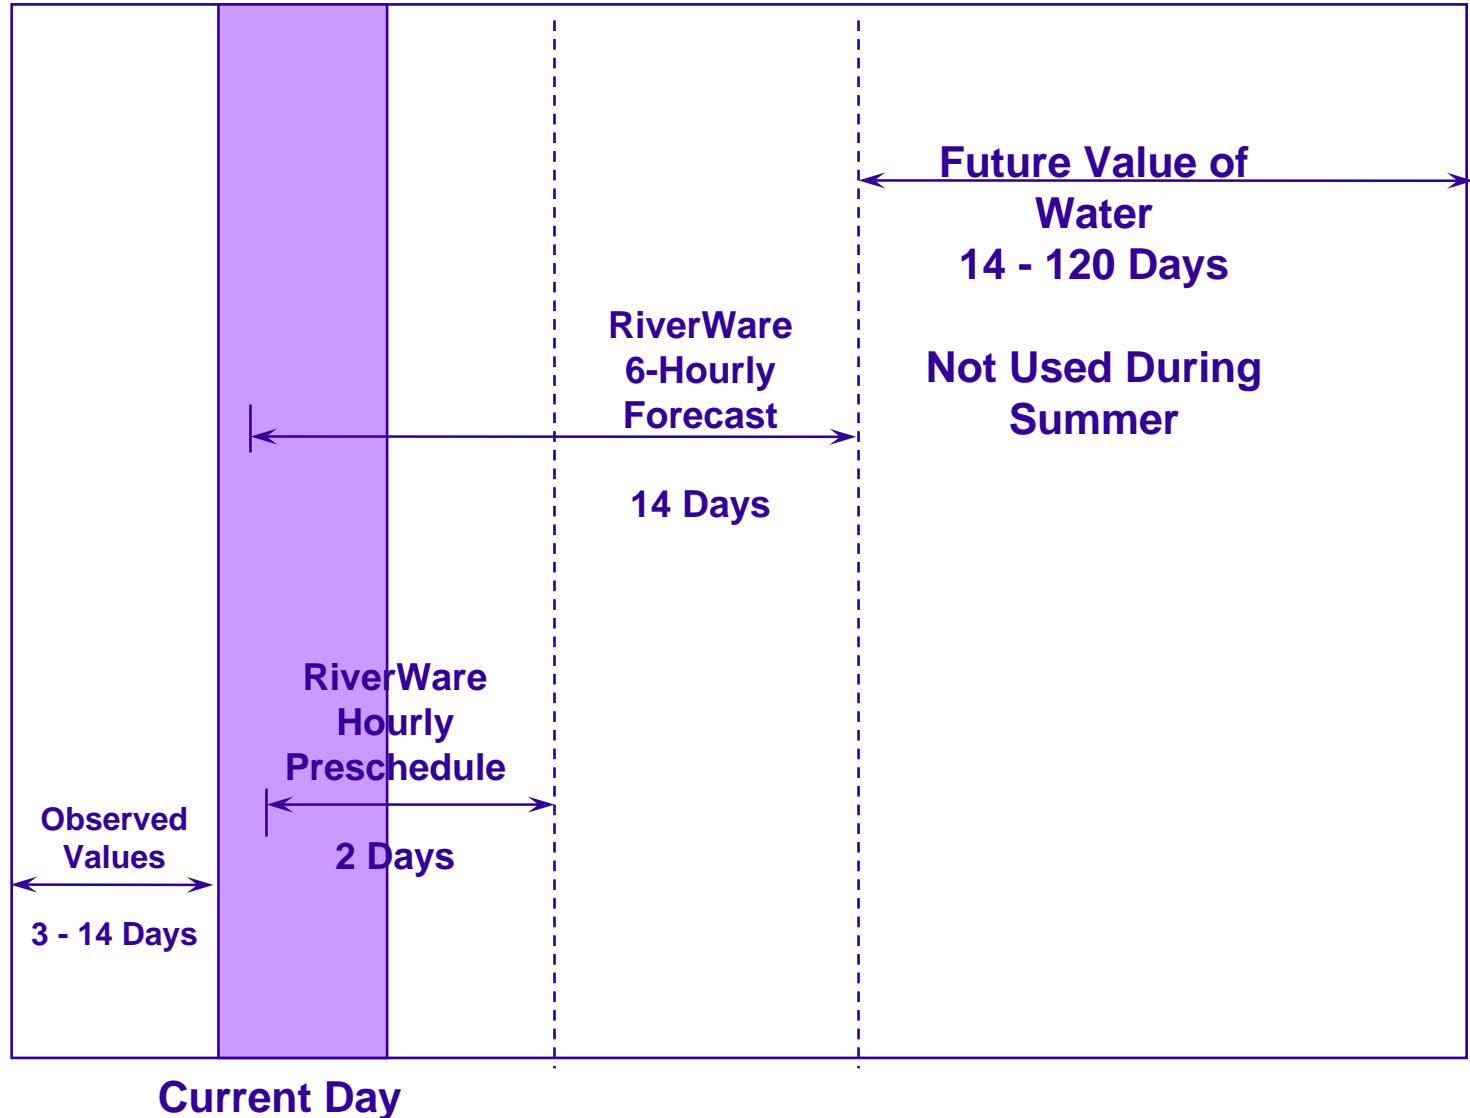 Future Value of
Water
14 - 120 Days
Not Used During
Summer
RiverWare
6-Hourly
Forecast
14 Days
RiverWare
Hourly
Preschedule
2 Days
Observed
Values
3 - 14 Days
Current Day